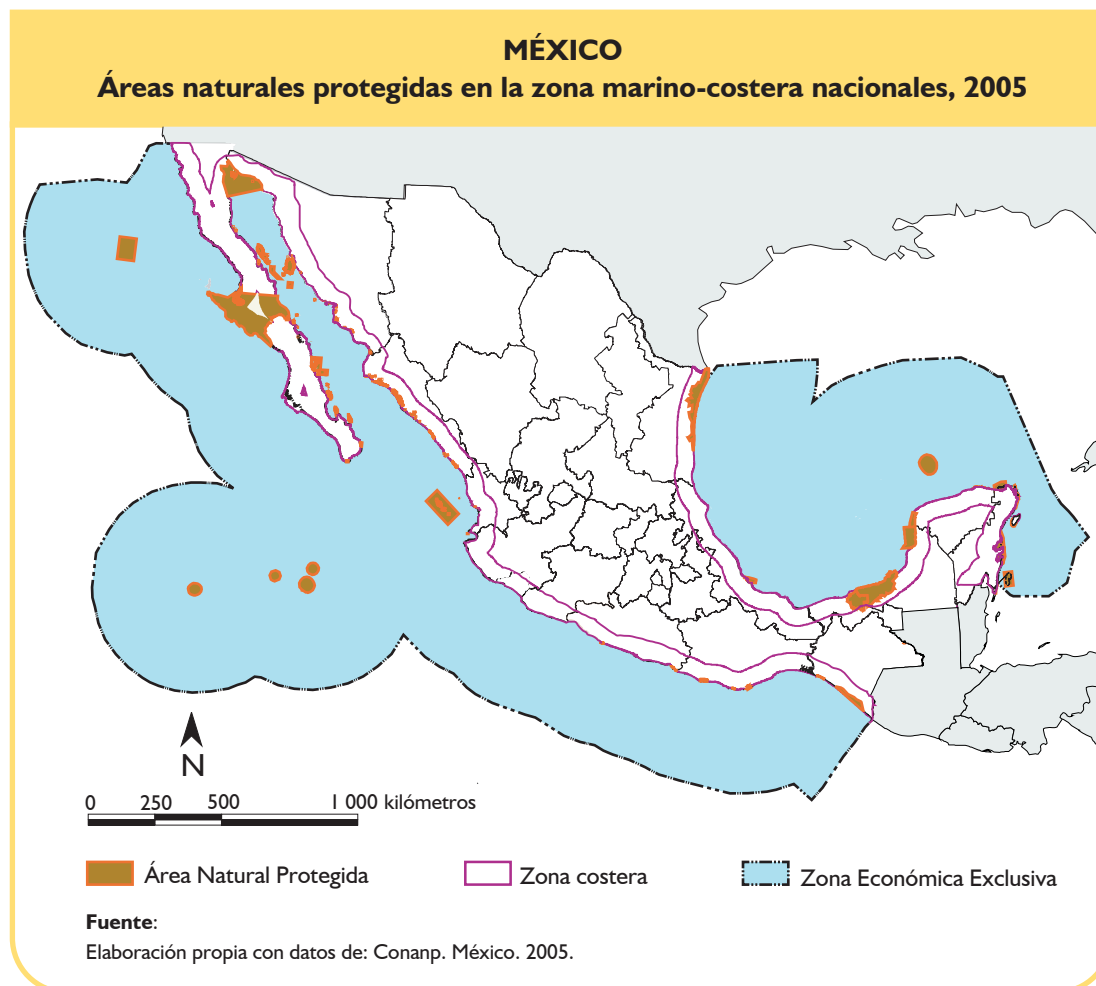 MÉXICO
Áreas naturales protegidas en la zona marino-costera nacionales, 2005
N
0 250 500 1 000 kilómetros
Área Natural Protegida Zona costera Zona Económica Exclusiva
Fuente:
Elaboración propia con datos de: Conanp. México. 2005.